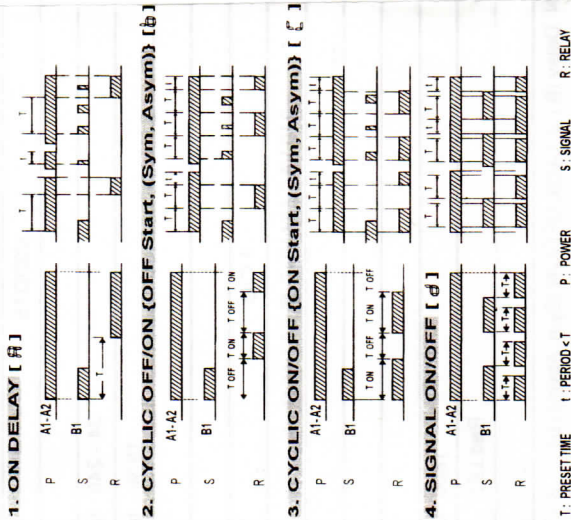 1. ON DELAY [ A ]
T
T t T
P A1-A2
S B1
R
T
2. CYCLIC OFF/ON {OFF Start, (Sym, Asym)} [ b ]
T T t T T T t
P A1-A2
S B1
T OFF T ON T OFF T ON
R
3. CYCLIC ON/OFF {ON Start, (Sym, Asym)} [ C ]
T T t T T T t
P A1-A2
S B1
T ON T OFF T ON T OFF
R
4. SIGNAL ON/OFF [ d ]
P A1-A2
S B1
T T T T
R
T : PRESET TIME t : PERIOD < T P : POWER S : SIGNAL R : RELAY